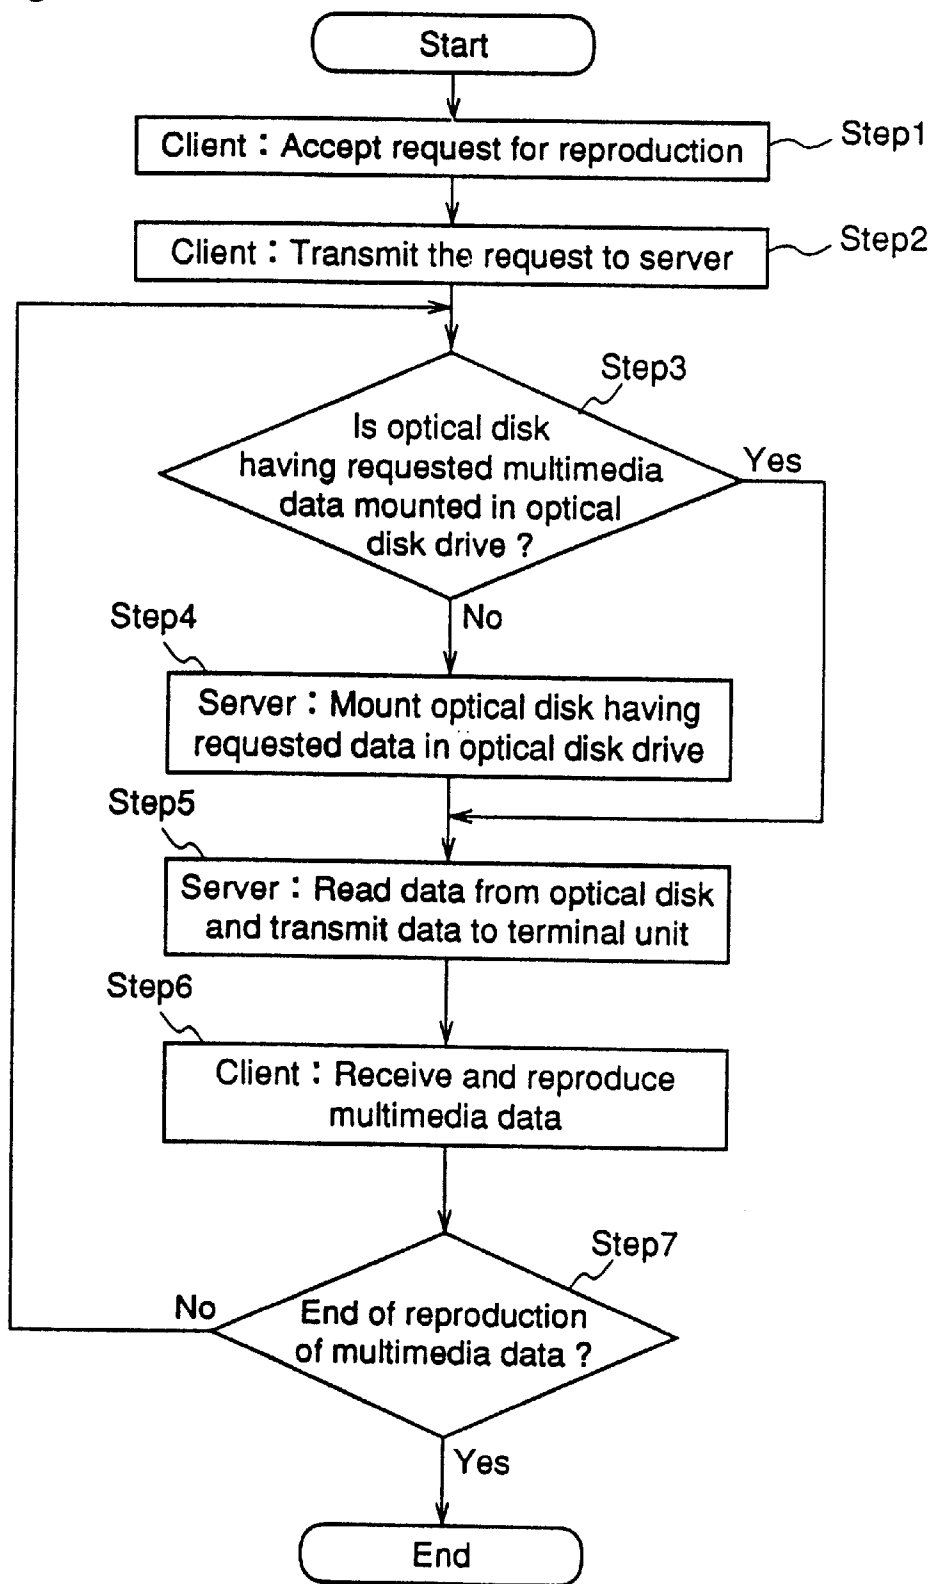 Start
Client : Accept request for reproduction
Step1
Client : Transmit the request to server
Step2
Step3
Is optical disk
having requested multimedia
data mounted in optical
disk drive ?
Yes
No
Step4
Server : Mount optical disk having
requested data in optical disk drive
Step5
Server : Read data from optical disk
and transmit data to terminal unit
Step6
Client : Receive and reproduce
multimedia data
Step7
No
End of reproduction
of multimedia data ?
Yes
End